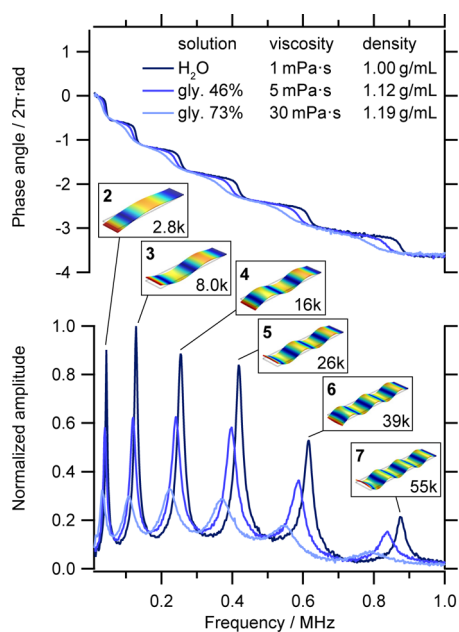 solution viscosity density
H2O 1 mPa·s 1.00 g/mL
gly. 46% 5 mPa·s 1.12 g/mL
gly. 73% 30 mPa·s 1.19 g/mL
Phase angle / 2π·rad
1
0
-1
-2
-3
-4
2
2.8k
3
8.0k
4
16k
5
26k
6
39k
7
55k
Normalized amplitude
1.0
0.8
0.6
0.4
0.2
0.0
0.2 0.4 0.6 0.8 1.0
Frequency / MHz